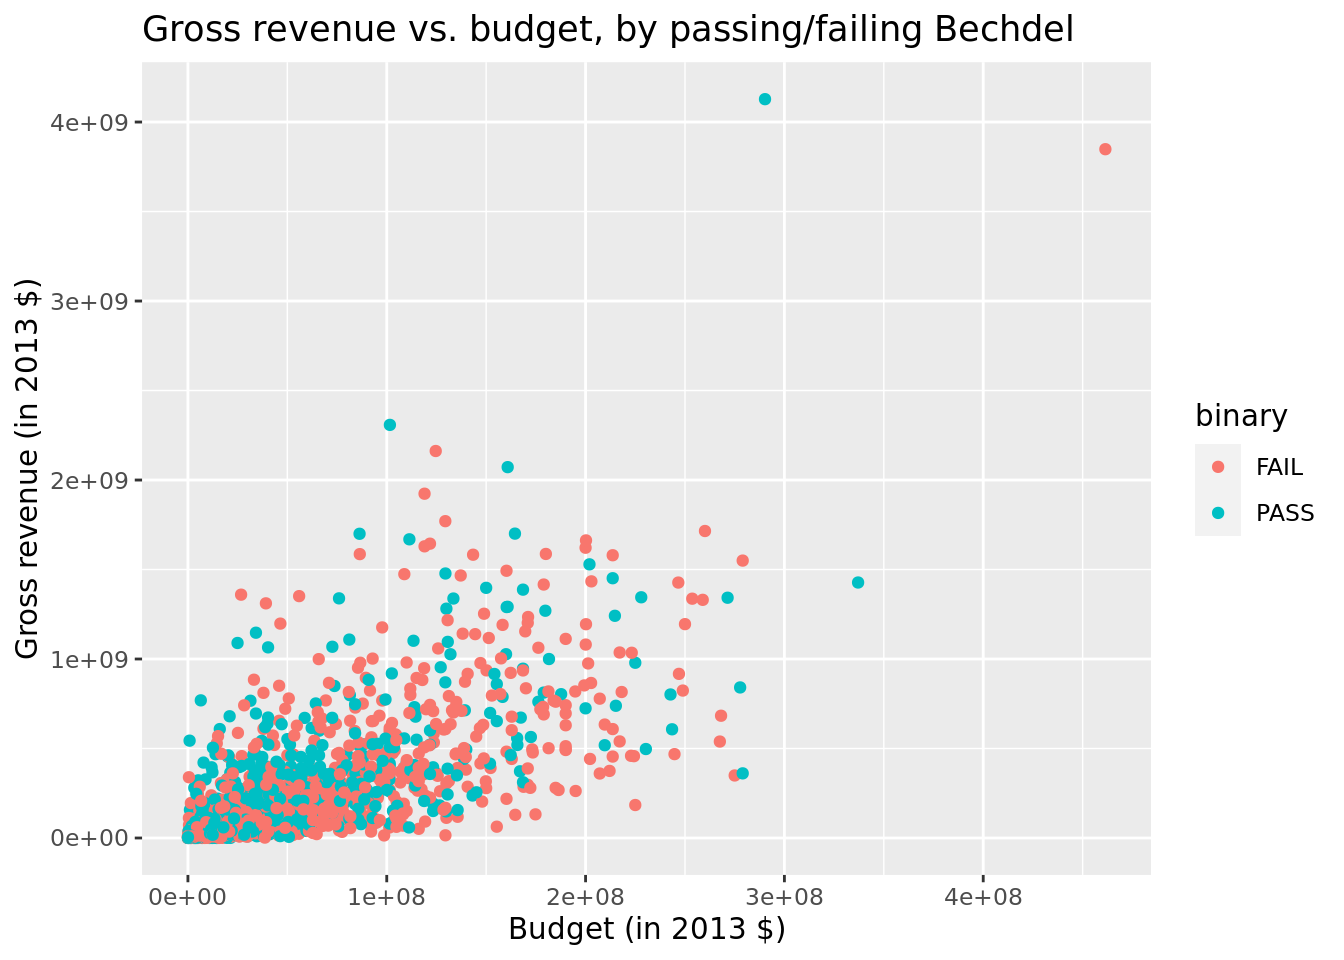 Gross revenue vs. budget, by passing/failing Bechdel
Gross revenue (in 2013 $)
4e+09
3e+09
2e+09
1e+09
0e+00
0e+00 1e+08 2e+08 3e+08 4e+08
Budget (in 2013 $)
binary
FAIL
PASS